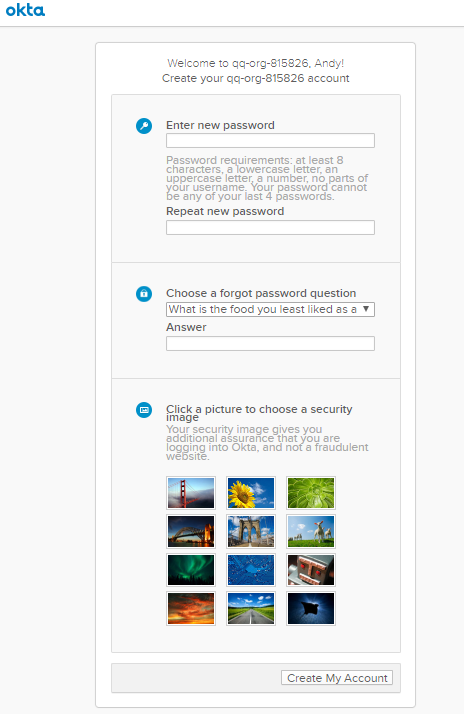 okta
Welcome to qq-org-815826, Andy!
Create your qq-org-815826 account
Enter new password
Password requirements: at least 8
characters, a lowercase letter, an
uppercase letter, a number, no parts of
your username. Your password cannot
be any of your last 4 passwords.
Repeat new password
Choose a forgot password question
What is the food you least liked as a
Answer
Click a picture to choose a security
image
Your security image gives you
additional assurance that you are
logging into Okta, and not a fraudulent
website.
Create My Account